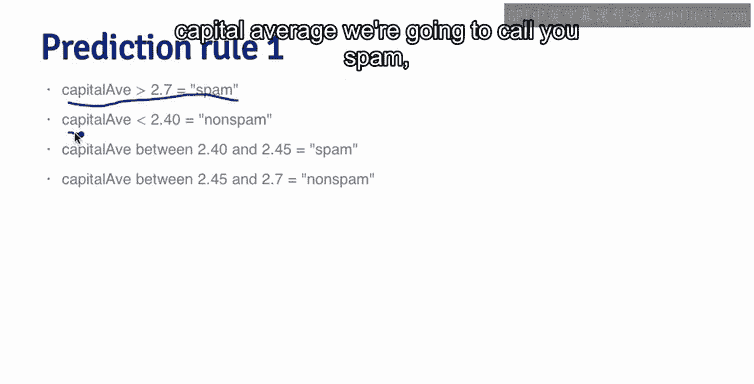 capital average we're going to call you
spam,
Prediction rule 1
· capitalAve > 2.7 = "spam"
· capitalAve < 2.40 = "nonspam"
· capitalAve between 2.40 and 2.45 = "spam"
· capitalAve between 2.45 and 2.7 = "nonspam"